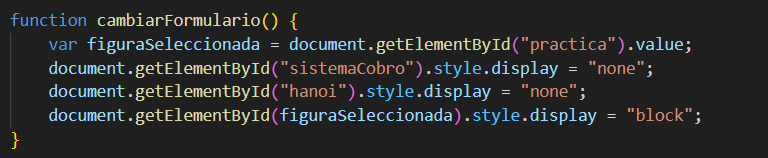 function cambiarFormulario() {
    var figuraSeleccionada = document.getElementById("practica").value;
    document.getElementById("sistemaCobro").style.display = "none";
    document.getElementById("hanoi").style.display = "none";
    document.getElementById(figuraSeleccionada).style.display = "block";
}